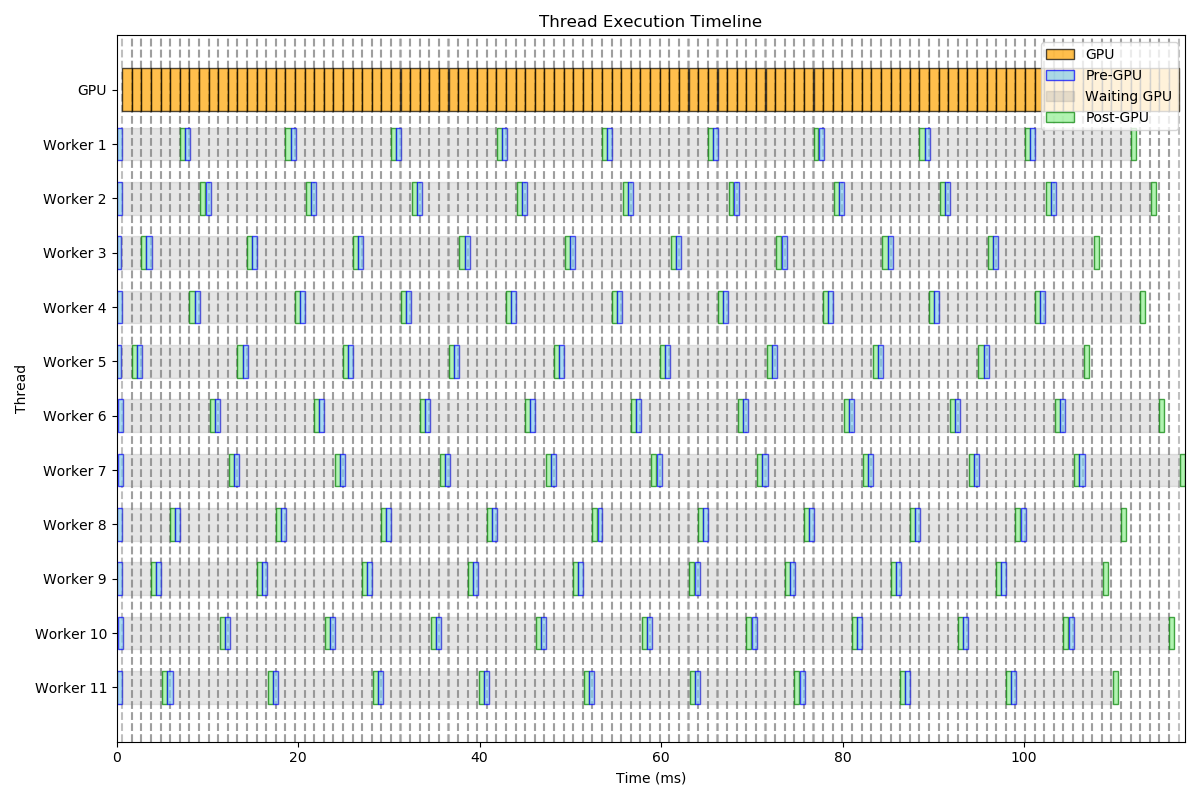 Thread Execution Timeline
GPU
Pre-GPU
Waiting GPU
Post-GPU
Thread
GPU
Worker 1
Worker 2
Worker 3
Worker 4
Worker 5
Worker 6
Worker 7
Worker 8
Worker 9
Worker 10
Worker 11
0 20 40 60 80 100
Time (ms)